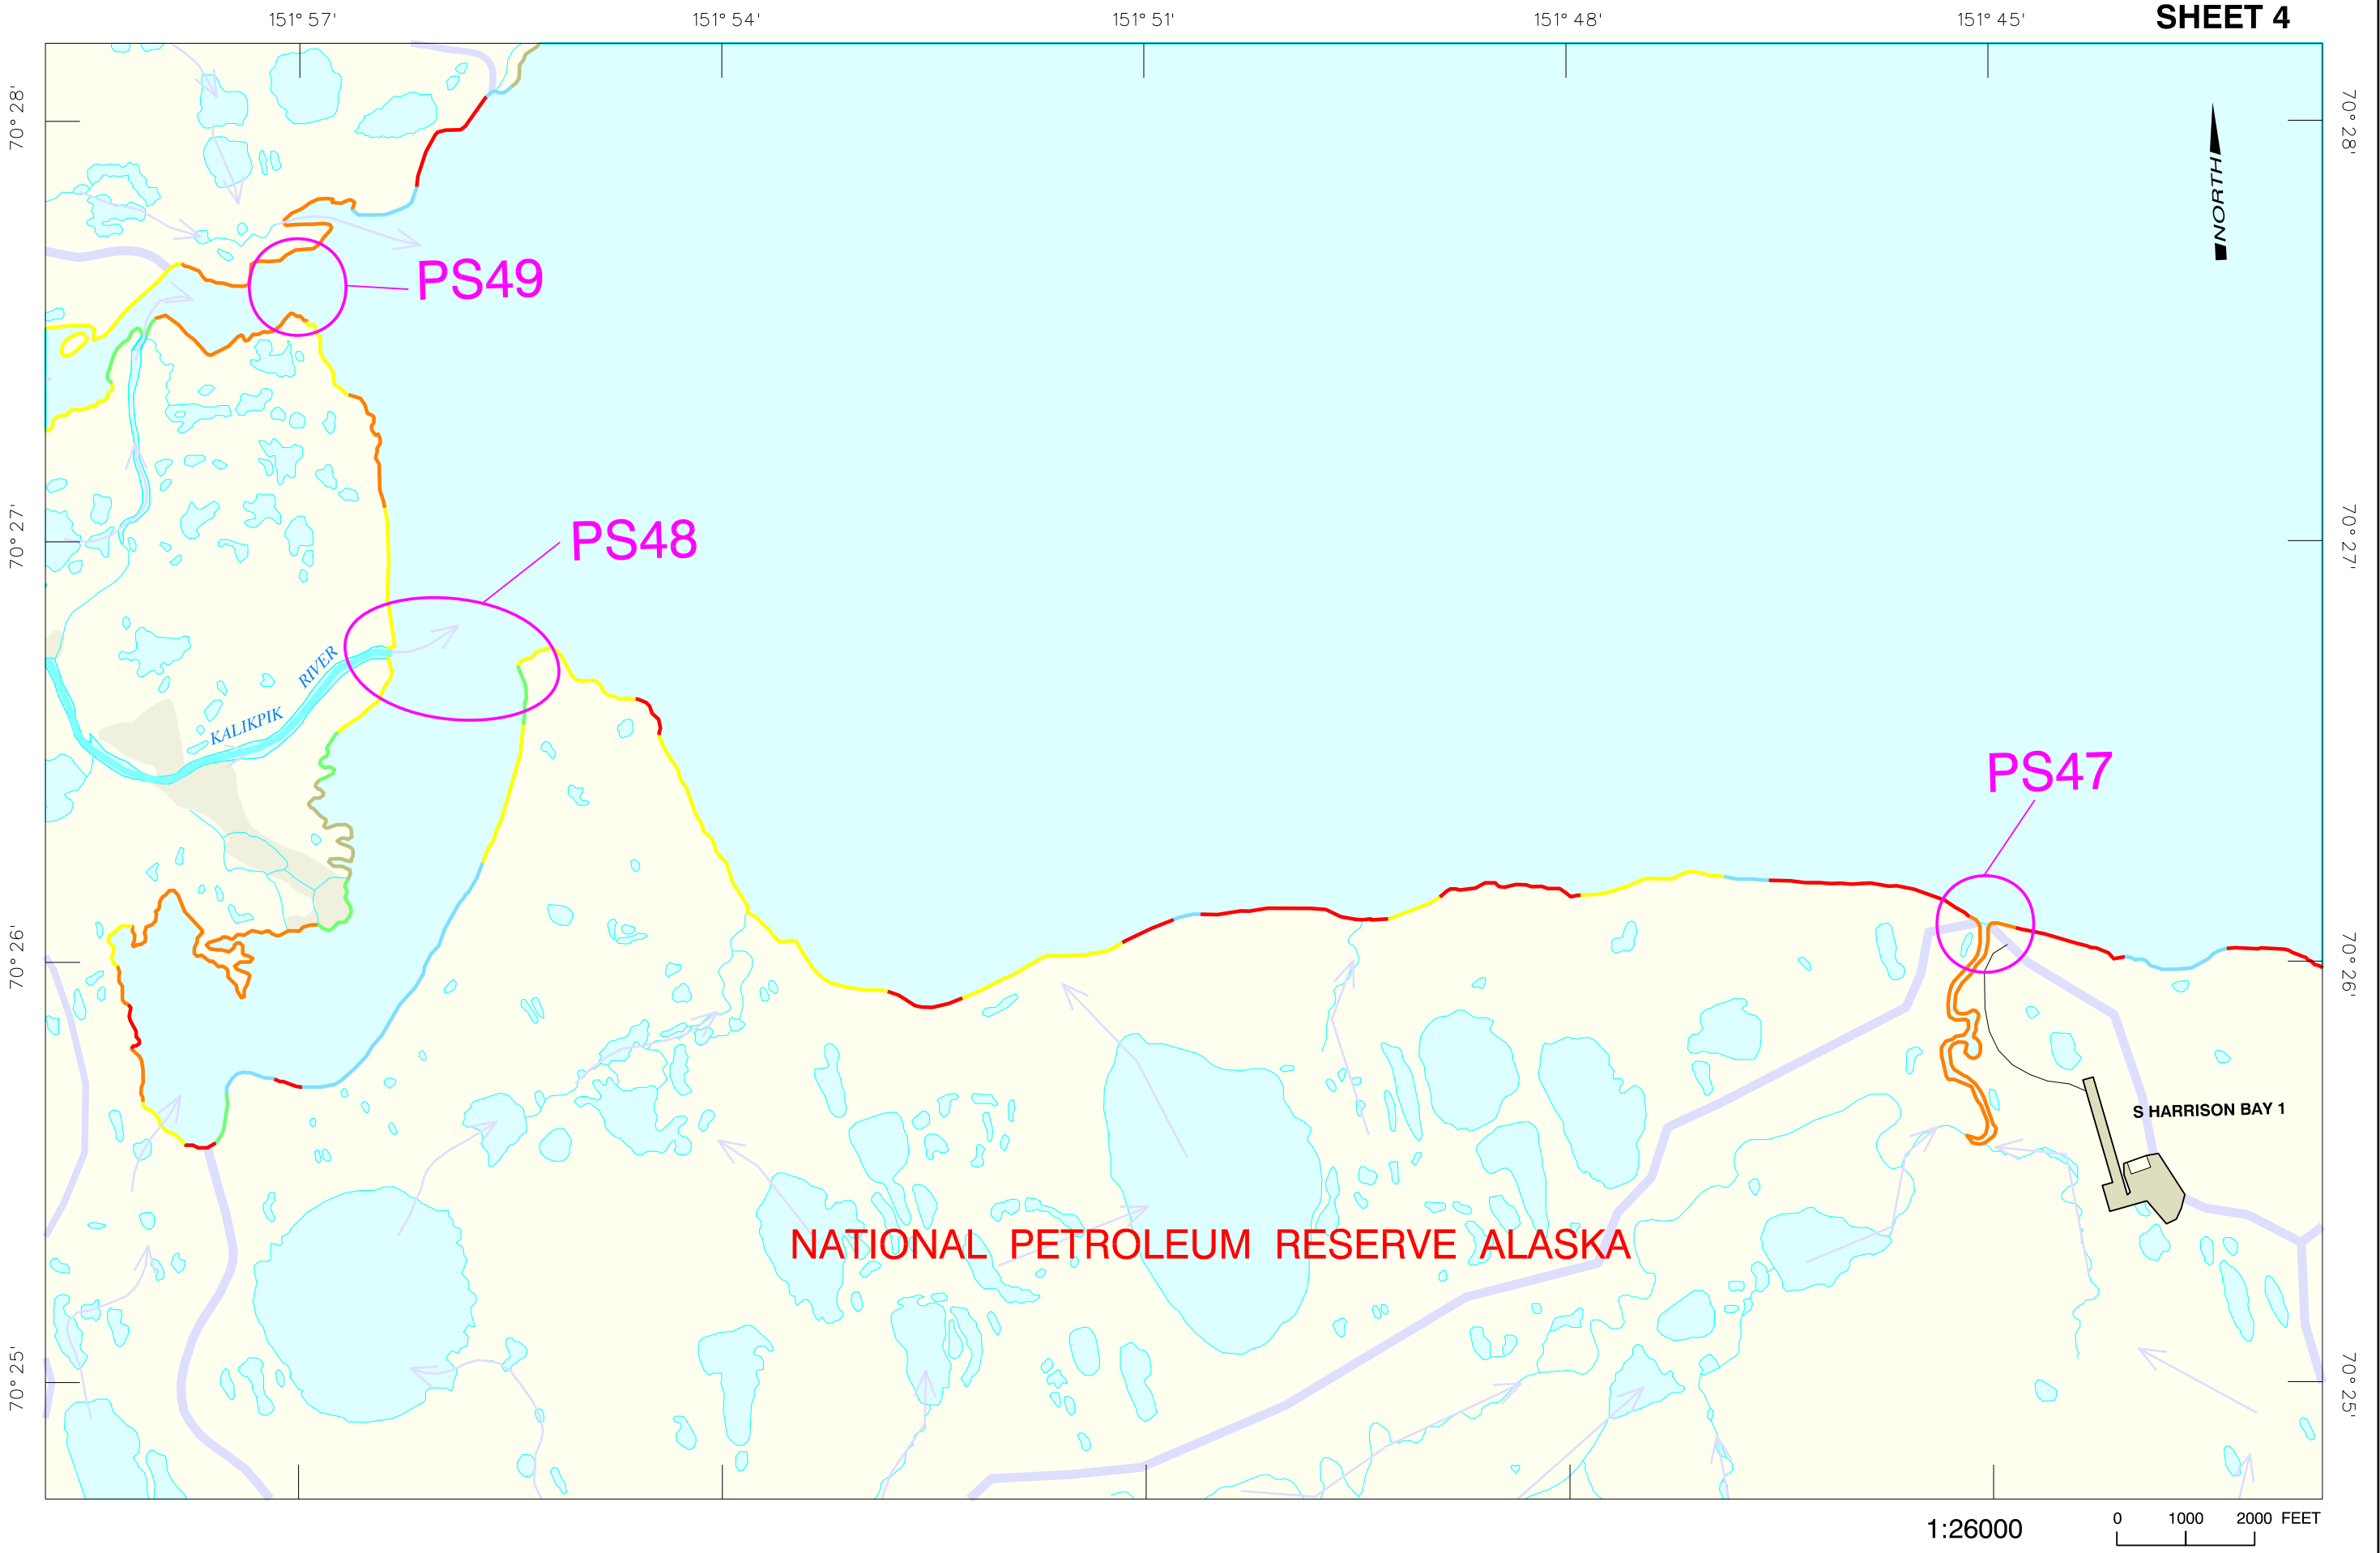 151° 57'
151° 54'
151° 51'
151° 48'
151° 45'
SHEET 4
70° 28'
70° 28'
NORTH
PS49
70° 27'
70° 27'
PS48
KALIKPIK RIVER
PS47
70° 26'
70° 26'
S HARRISON BAY 1
NATIONAL PETROLEUM RESERVE ALASKA
70° 25'
70° 25'
1:26000
0 1000 2000 FEET